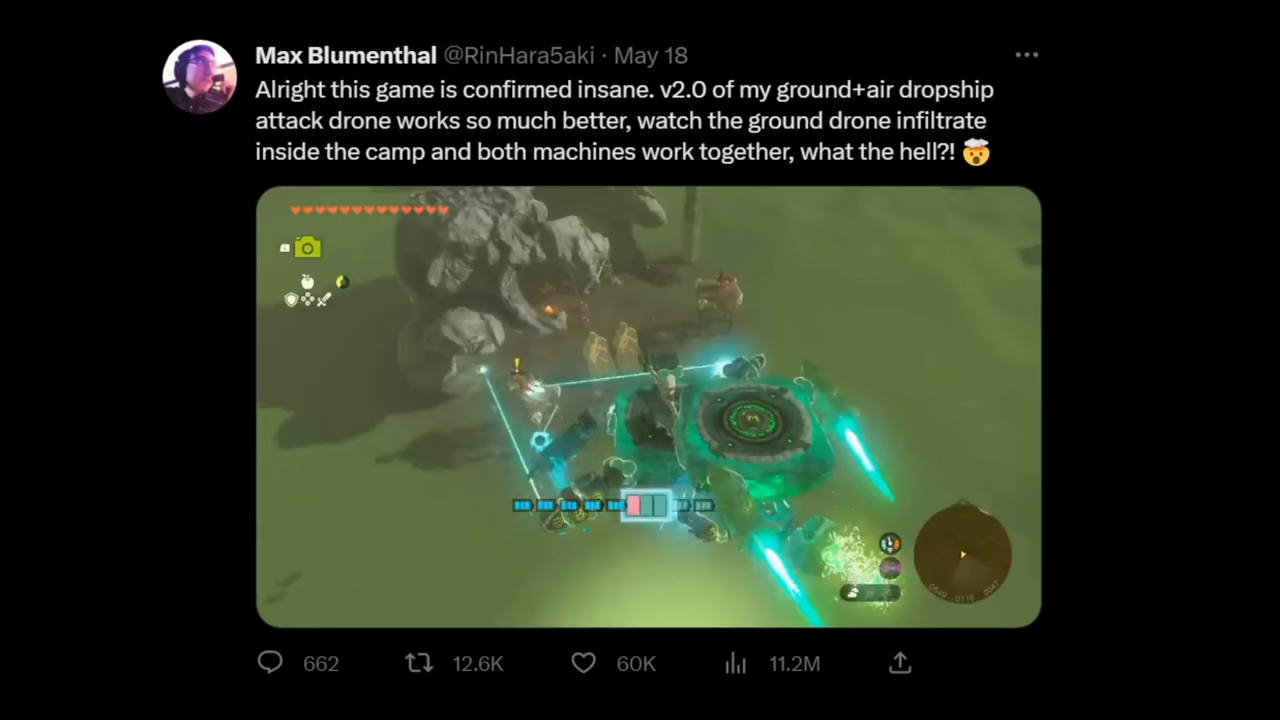 Max Blumenthal @RinHara5aki · May 18
Alright this game is confirmed insane. v2.0 of my ground+air dropship
attack drone works so much better, watch the ground drone infiltrate
inside the camp and both machines work together, what the hell?! 🤯
662 12.6K 60K 11.2M